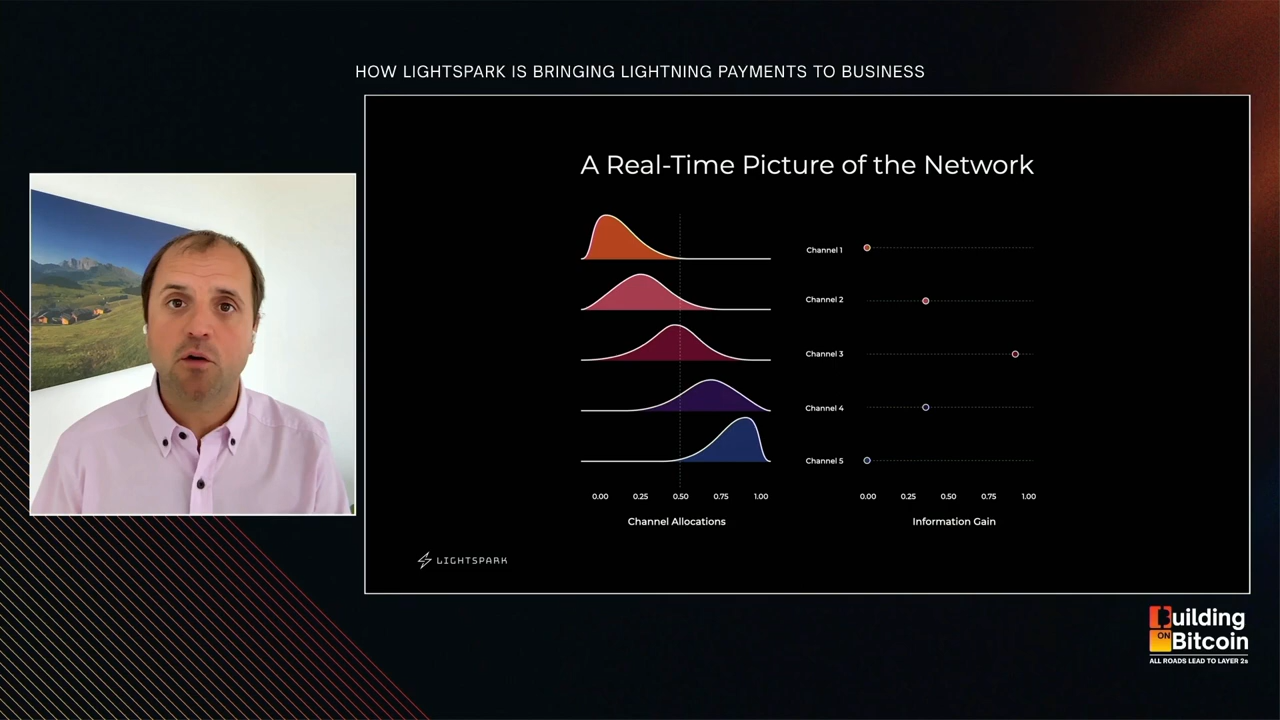 HOW LIGHTSPARK IS BRINGING LIGHTNING PAYMENTS TO BUSINESS
A Real-Time Picture of the Network
Channel 1
Channel 2
Channel 3
Channel 4
Channel 5
0.00 0.25 0.50 0.75 1.00
0.00 0.25 0.50 0.75 1.00
Channel Allocations
Information Gain
LIGHTSPARK
Building
ON
Bitcoin
ALL ROADS LEAD TO LAYER 2s